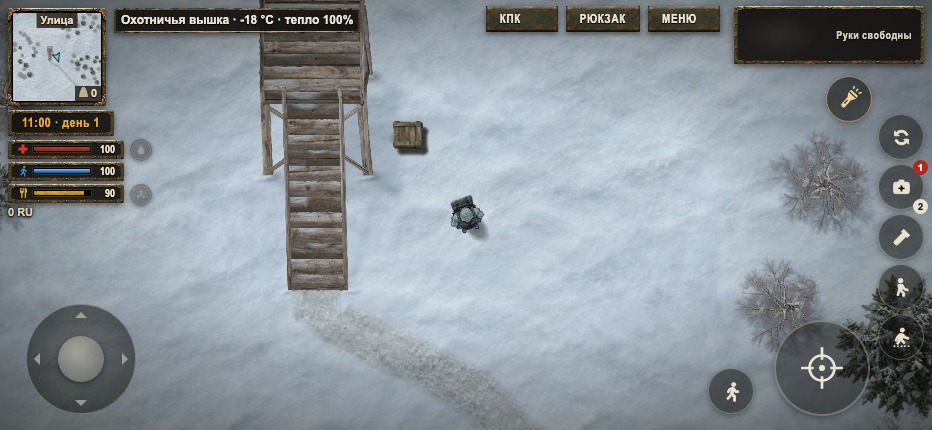 Улица
Охотничья вышка · -18 °C · тепло 100%
КПК
РЮКЗАК
МЕНЮ
Руки свободны
0
11:00 · день 1
100
100
90
0 RU
1
2